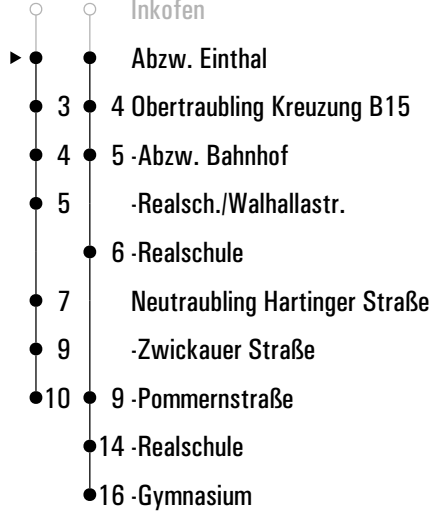 Inkofen
Abzw. Einthal
3 4 Obertraubling Kreuzung B15
4 5 -Abzw. Bahnhof
5 -Realsch./Walhallastr.
6 -Realschule
7 Neutraubling Hartinger Straße
9 -Zwickauer Straße
10 9 -Pommernstraße
14 -Realschule
16 -Gymnasium